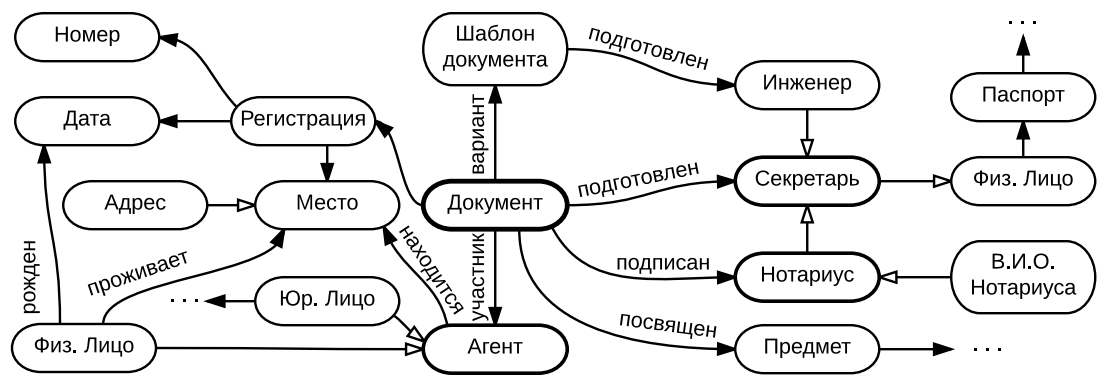 Номер
Шаблон
документа
подготовлен
Инженер
. . .
Паспорт
Дата
Регистрация
вариант
Адрес
Место
Документ
подготовлен
Секретарь
Физ. Лицо
рожден
проживает
находится
участник
подписан
Нотариус
В.И.О.
Нотариуса
. . .
Юр. Лицо
посвящен
Физ. Лицо
Агент
Предмет
. . .